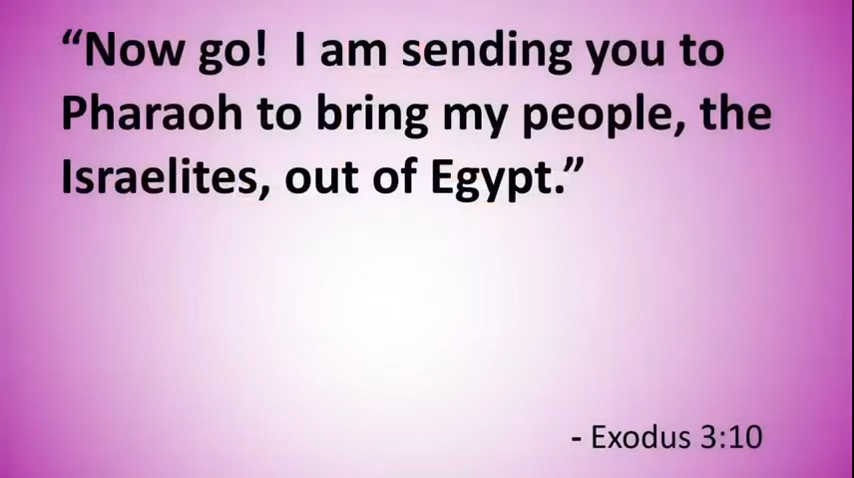 “Now go!  I am sending you to
Pharaoh to bring my people, the
Israelites, out of Egypt.”
- Exodus 3:10